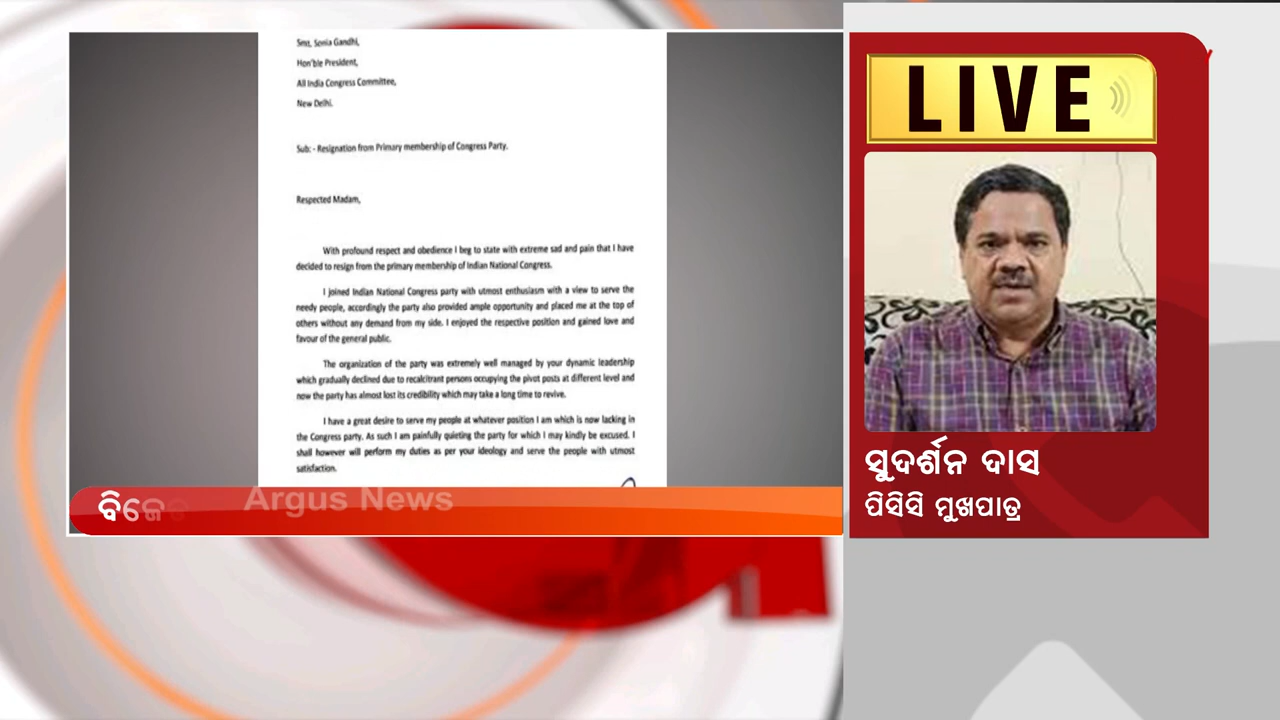 Smt. Sonia Gandhi,
Hon'ble President,
All India Congress Committee,
New Delhi.
Sub: - Resignation from Primary membership of Congress Party.
Respected Madam,
With profound respect and obedience I beg to state with extreme sad and pain that I have
decided to resign from the primary membership of Indian National Congress.
I joined Indian National Congress party with utmost enthusiasm with a view to serve the
needy people, accordingly the party also provided ample opportunity and placed me at the top of
others without any demand from my side. I enjoyed the respective position and gained love and
favour of the general public.
The organization of the party was extremely well managed by your dynamic leadership
which gradually declined due to recalcitrant persons occupying the pivot posts at different level and
now the party has almost lost its credibility which may take a long time to revive.
I have a great desire to serve my people at whatever position I am which is now lacking in
the Congress party. As such I am painfully quieting the party for which I may kindly be excused. I
shall however will perform my duties as per your ideology and serve the people with utmost
satisfaction.
Argus News
LIVE
ସୁଦର୍ଶନ ଦାସ
ପିସିସି ମୁଖପାତ୍ର